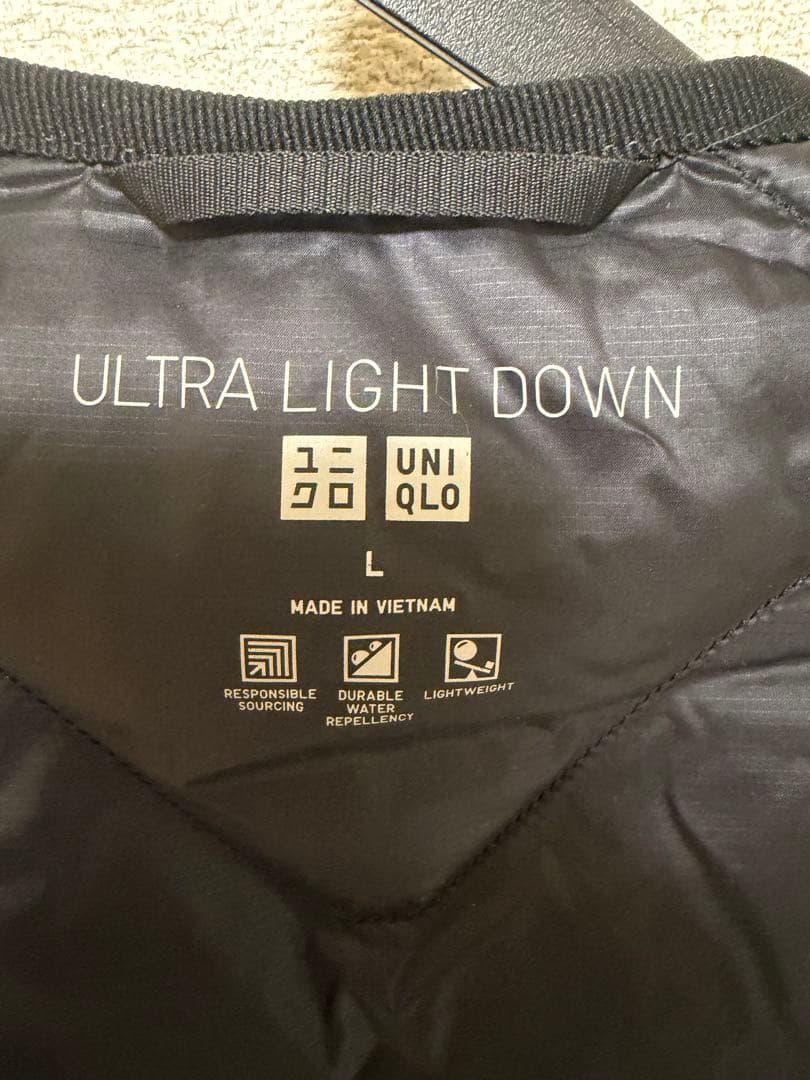 ULTRA LIGHT DOWN
ユニ
クロ
UNI
QLO
L
MADE IN VIETNAM
RESPONSIBLE
SOURCING
DURABLE
WATER
REPELLENCY
LIGHTWEIGHT